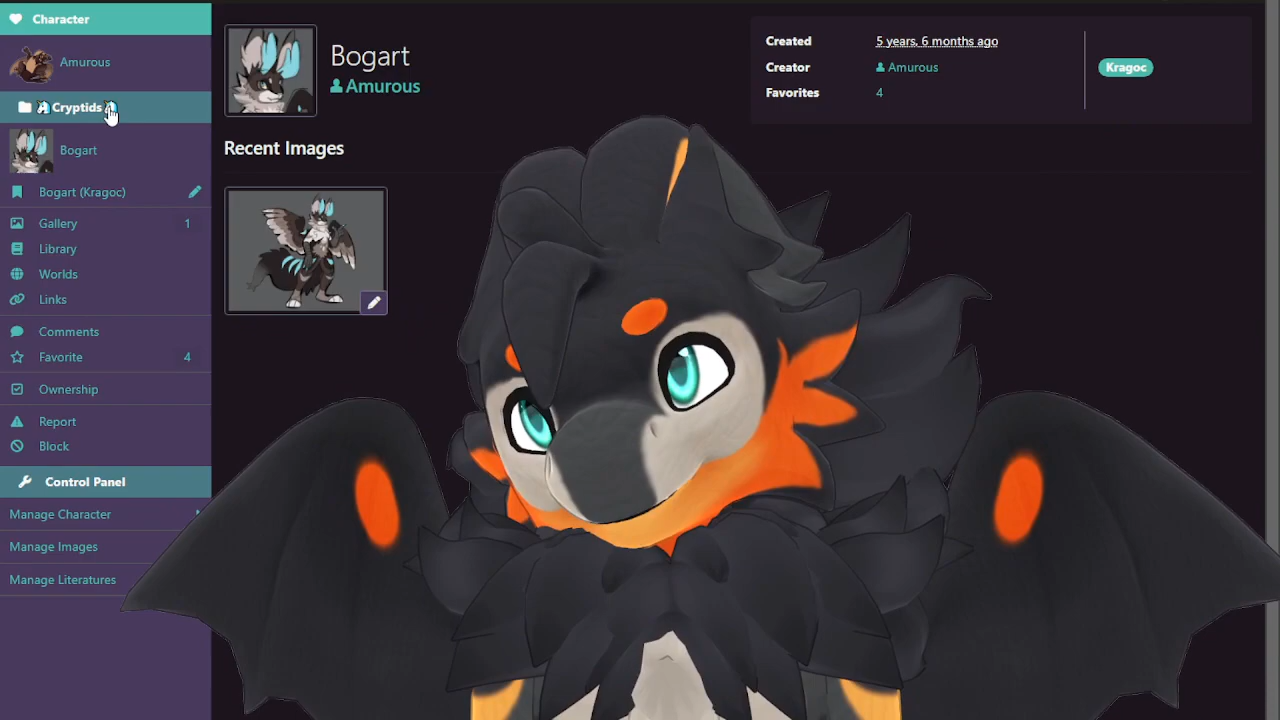 Character
Amurous
Cryptids
Bogart
Bogart (Kragoc)
Gallery 1
Library
Worlds
Links
Comments
Favorite 4
Ownership
Report
Block
Control Panel
Manage Character
Manage Images
Manage Literatures
Bogart
Amurous
Created 5 years, 6 months ago
Creator Amurous
Favorites 4
Kragoc
Recent Images